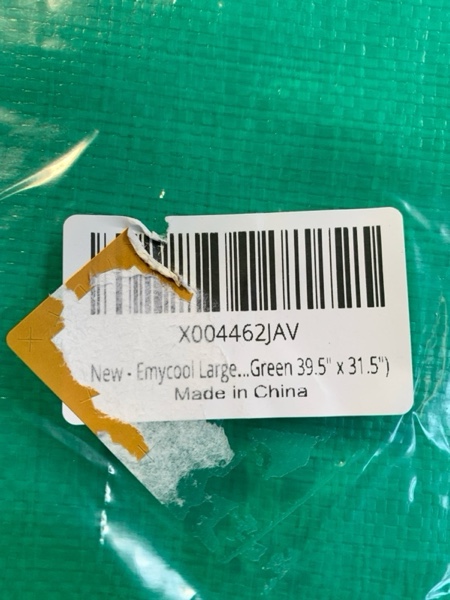 X004462JAV
New - Emycool Large...Green 39.5" x 31.5")
Made in China